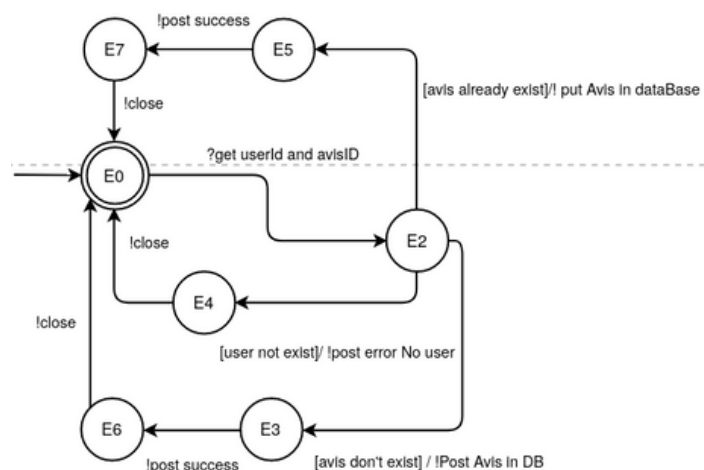 !post success
E7
E5
[avis already exist]/! put Avis in dataBase
!close
?get userId and avisID
E0
E2
!close
E4
!close
[user not exist]/ !post error No user
E6
E3
!post success
[avis don't exist] / !Post Avis in DB